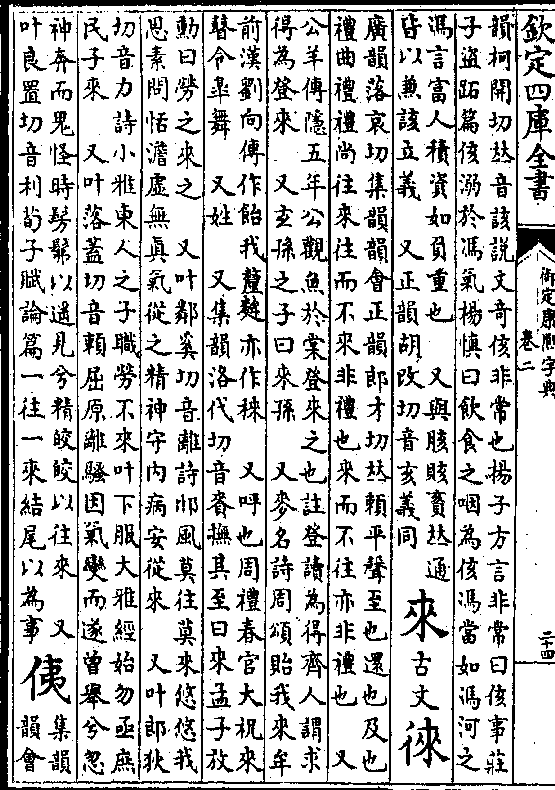 欽定四庫全書
御定康熙字典
卷二
二十四
韻柯開切𠀤音該說文奇侅非常也揚子方言非常曰侅事莊
子盜跖篇侅溺於馮氣楊慎曰飲食之咽為侅馮當如馮河之
馮言富人積資如負重也 又與胲賅賌𠀤通
皆以兼該立義 又正韻胡改切音亥義同
來 古文 徠
廣韻落哀切集韻韻會正韻郎才切𠀤賴平聲至也還也及也
禮曲禮禮尚往來往而不來非禮也來而不往亦非禮也 又
公羊傳隱五年公觀魚於棠登來之也註登讀為得齊人謂求
得為登來 又玄孫之子曰來孫 又麥名詩周頌貽我來牟
前漢劉向傳作飴我釐麰亦作秾 又呼也周禮春官大祝來
瞽令臯舞 又姓 又集韻洛代切音賚撫其至曰來孟子放
勳曰勞之來之 又叶鄰奚切音離詩邶風莫往莫來悠悠我
思素問恬澹虛無眞氣從之精神守內病安從來 又叶郎狄
切音力詩小雅東人之子職勞不來叶下服大雅經始勿亟庶
民子來 又叶落蓋切音賴屈原離騷因氣變而遂曾舉兮忽
神奔而鬼怪時髣髴以遙見兮精皎皎以往來 又
叶良置切音利荀子賦論篇一往一來結尾以為事
侇
集韻
韻會